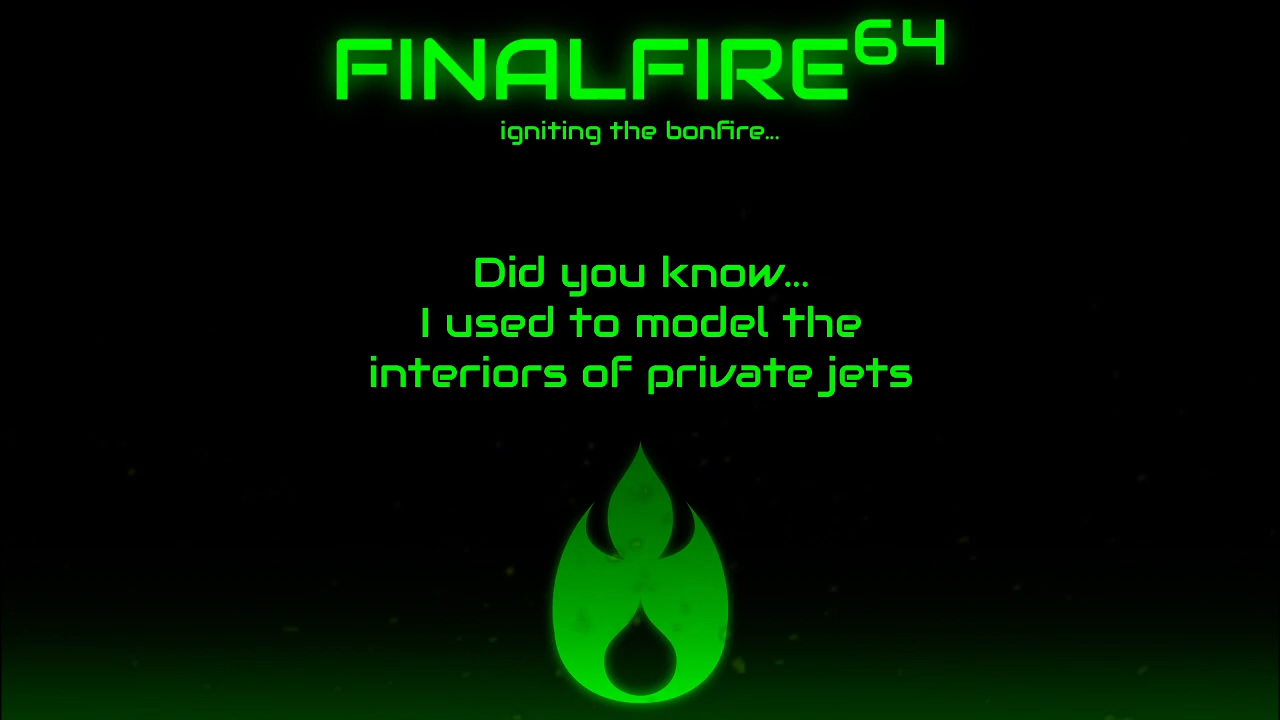 FINALFIRE64
igniting the bonfire...
Did you know...
I used to model the
interiors of private jets